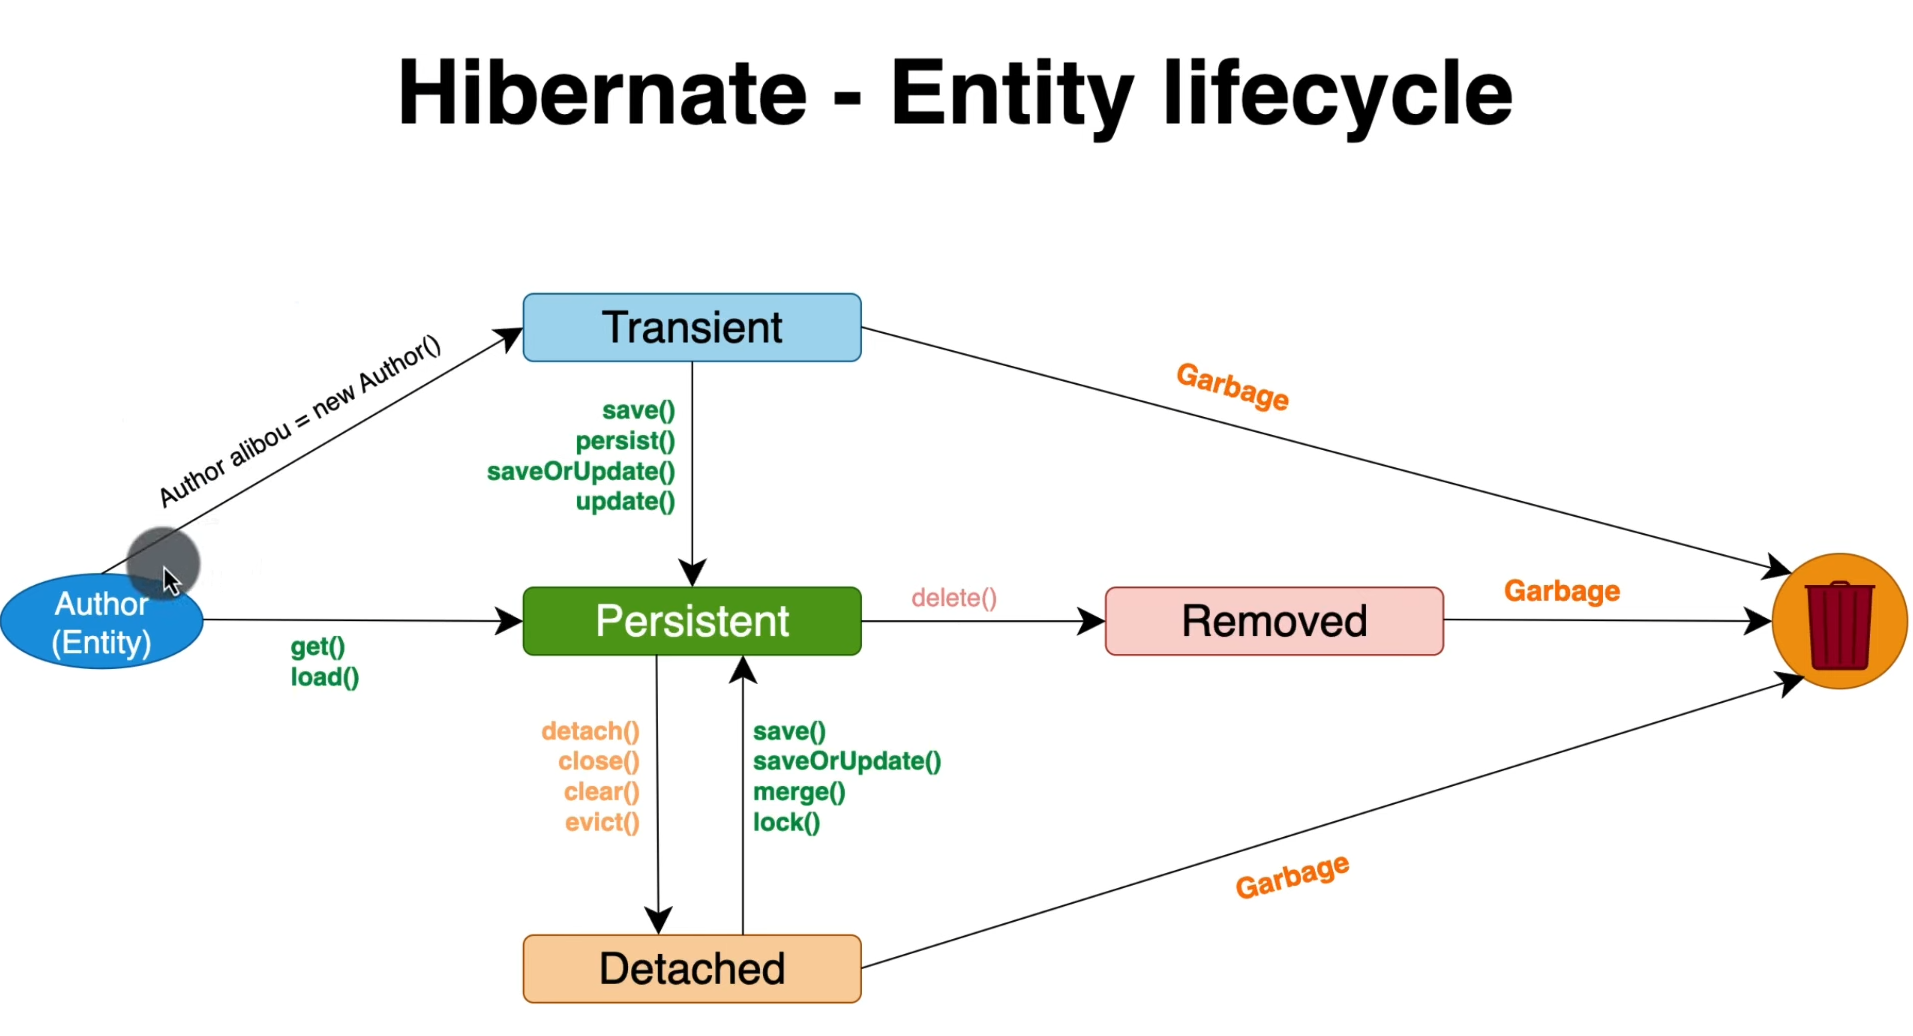 Hibernate - Entity lifecycle
Transient
Author alibou = new Author()
Garbage
save()
persist()
saveOrUpdate()
update()
Author
(Entity)
get()
load()
Persistent
delete()
Removed
Garbage
detach()
close()
clear()
evict()
save()
saveOrUpdate()
merge()
lock()
Garbage
Detached